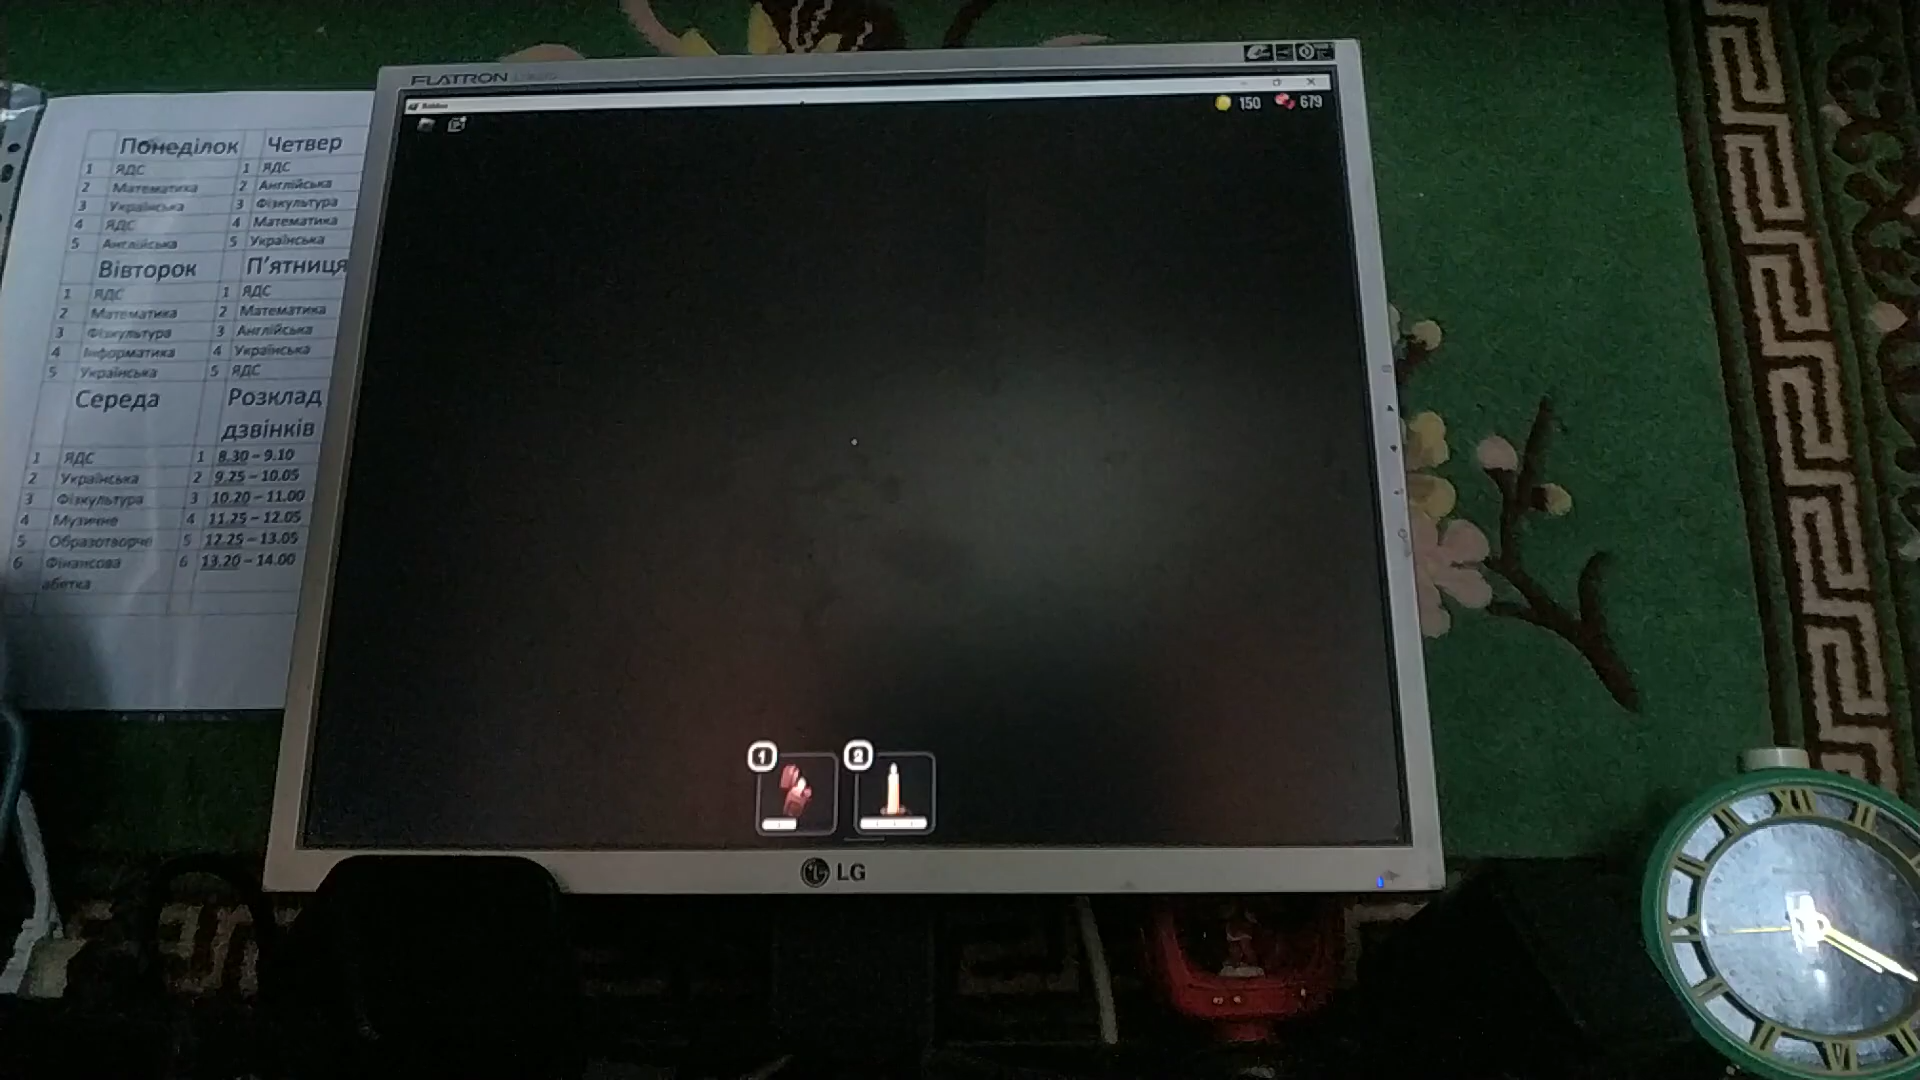 FLATRON
Roblox
150 679
Понеділок
1 ЯДС
2 Математика
3 Українська
4 ЯДС
5 Англійська
Четвер
1 ЯДС
2 Англійська
3 Фізкультура
4 Математика
5 Українська
Вівторок
1 ЯДС
2 Математика
3 Фізкультура
4 Інформатика
5 Українська
П'ятниця
1 ЯДС
2 Математика
3 Англійська
4 Українська
5 ЯДС
Середа
1 ЯДС
2 Українська
3 Фізкультура
4 Музичне
5 Образотворче
6 Фінансова
абетка
Розклад
дзвінків
1 8.30 – 9.10
2 9.25 – 10.05
3 10.20 – 11.00
4 11.25 – 12.05
5 12.25 – 13.05
6 13.20 – 14.00
1 2
LG
XII